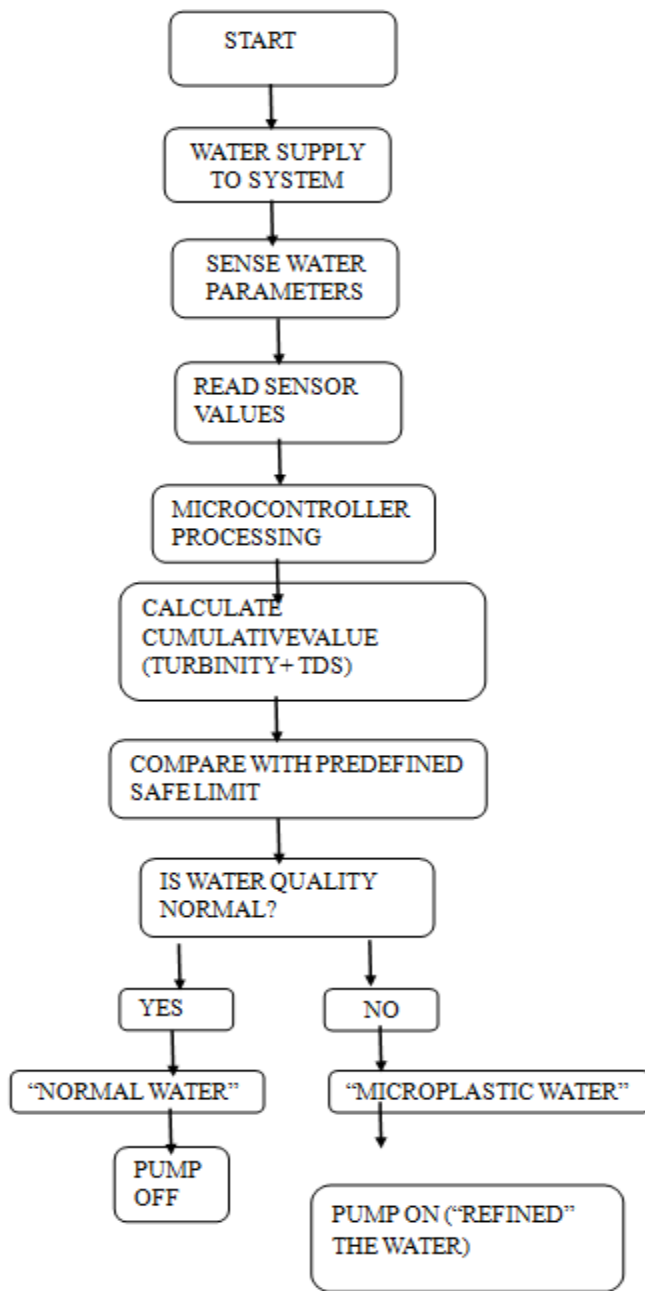 START
WATER SUPPLY
TO SYSTEM
SENSE WATER
PARAMETERS
READ SENSOR
VALUES
MICROCONTROLLER
PROCESSING
CALCULATE
CUMULATIVEVALUE
(TURBINITY+ TDS)
COMPARE WITH PREDEFINED
SAFE LIMIT
IS WATER QUALITY
NORMAL?
YES
NO
“NORMAL WATER”
“MICROPLASTIC WATER”
PUMP
OFF
PUMP ON (“REFINED”
THE WATER)